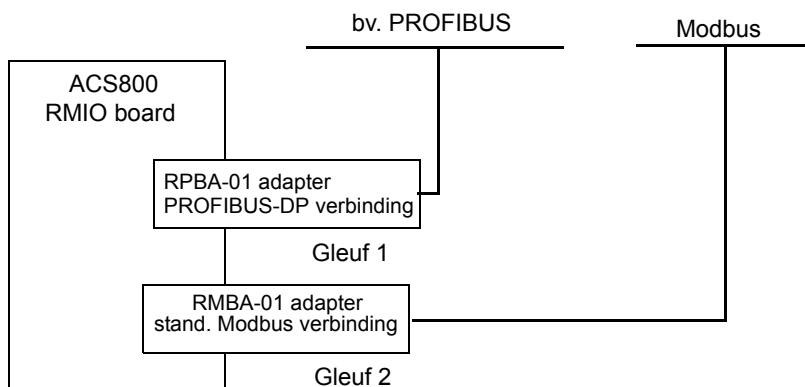 bv. PROFIBUS
Modbus
ACS800
RMIO board
RPBA-01 adapter
PROFIBUS-DP verbinding
Gleuf 1
RMBA-01 adapter
stand. Modbus verbinding
Gleuf 2